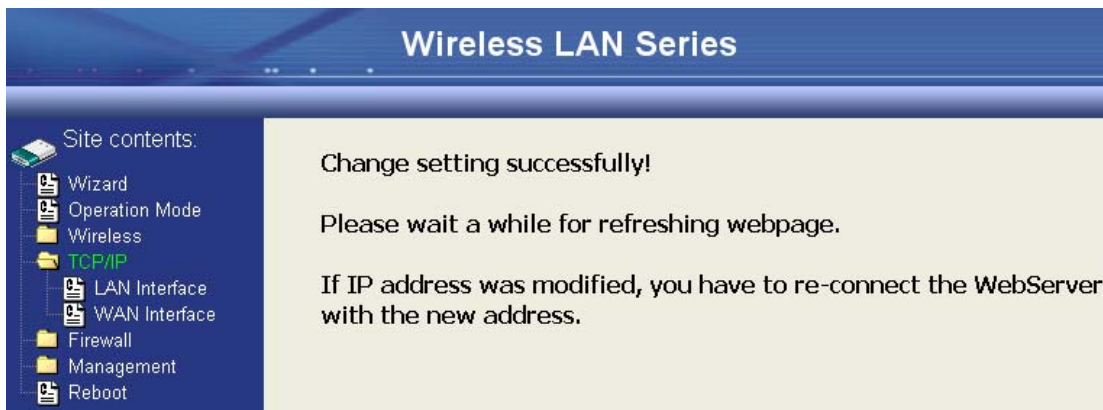 Wireless LAN Series
Site contents:
Wizard
Operation Mode
Wireless
TCP/IP
LAN Interface
WAN Interface
Firewall
Management
Reboot
Change setting successfully!
Please wait a while for refreshing webpage.
If IP address was modified, you have to re-connect the WebServer
with the new address.